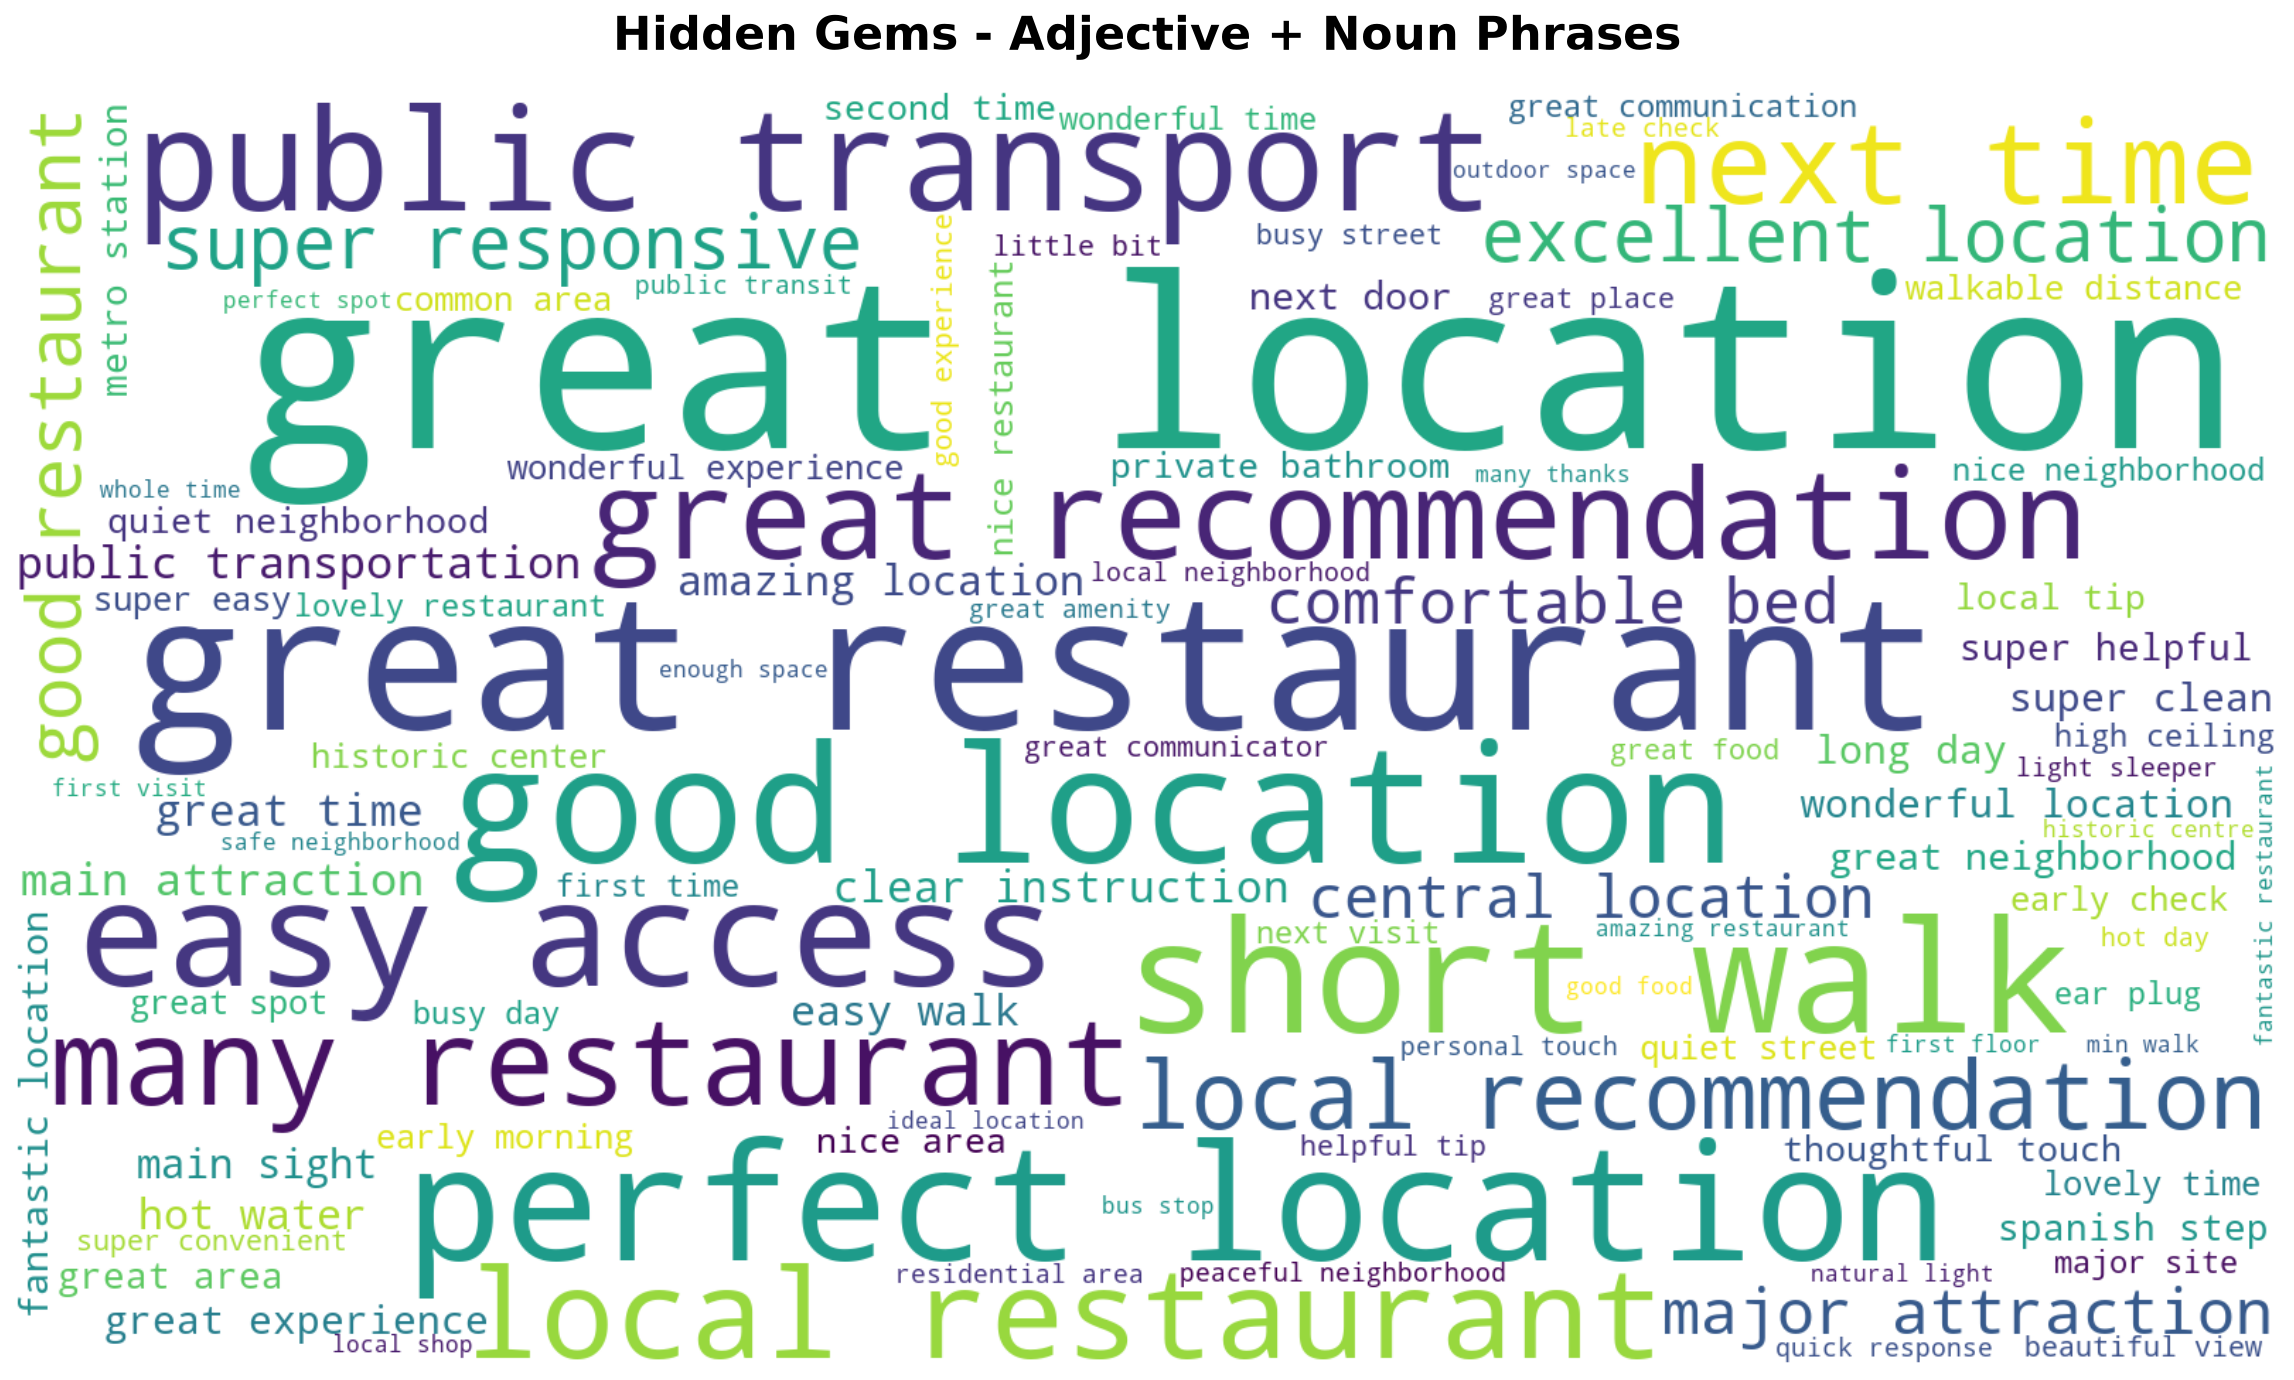 Hidden Gems - Adjective + Noun Phrases
good restaurant
metro station
public transport
second time
wonderful time
great communication
late check
outdoor space
next time
super responsive
good experience
little bit
busy street
excellent location
perfect spot
common area
public transit
nice restaurant
next door
great place
walkable distance
great location
whole time
wonderful experience
private bathroom
many thanks
nice neighborhood
quiet neighborhood
great recommendation
public transportation
amazing location
local neighborhood
super easy
lovely restaurant
great amenity
comfortable bed
local tip
great restaurant
enough space
super helpful
super clean
high ceiling
historic center
great communicator
great food
long day
light sleeper
first visit
great time
good location
wonderful location
safe neighborhood
historic centre
fantastic restaurant
great neighborhood
main attraction
first time
clear instruction
central location
early check
fantastic location
easy access
next visit
amazing restaurant
hot day
short walk
good food
ear plug
great spot
busy day
easy walk
many restaurant
personal touch
quiet street
first floor
min walk
local recommendation
ideal location
early morning
nice area
helpful tip
thoughtful touch
main sight
perfect location
bus stop
lovely time
hot water
super convenient
spanish step
great area
residential area
peaceful neighborhood
natural light
major site
great experience
local restaurant
major attraction
local shop
quick response
beautiful view